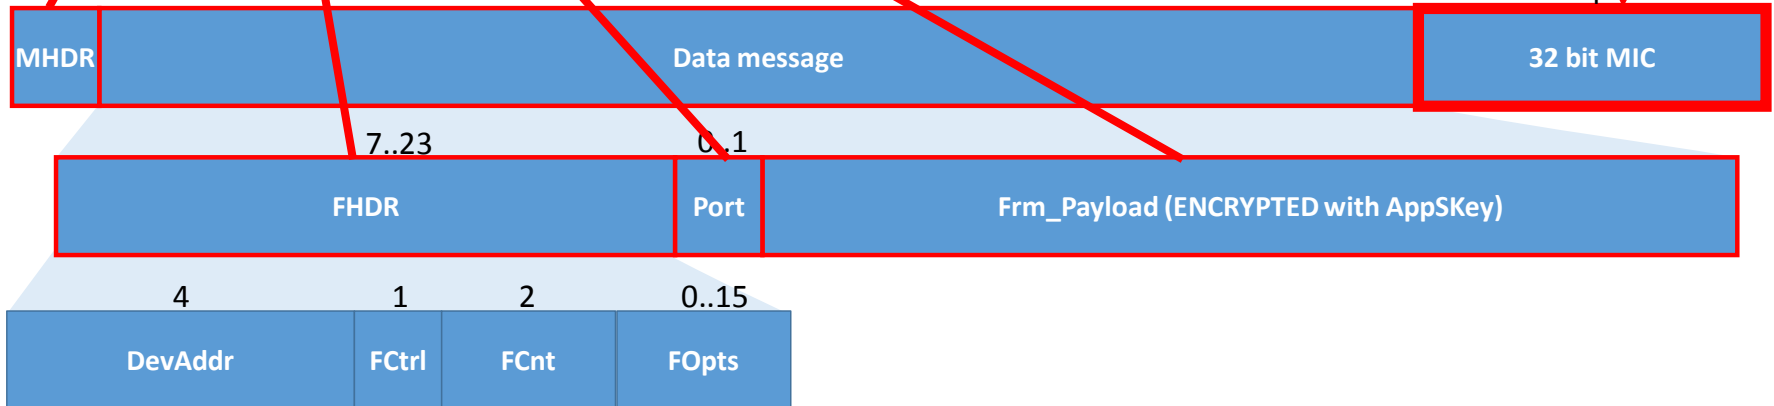 MHDR Data message 32 bit MIC
7..23 0..1
FHDR Port Frm_Payload (ENCRYPTED with AppSKey)
4 1 2 0..15
DevAddr FCtrl FCnt FOpts